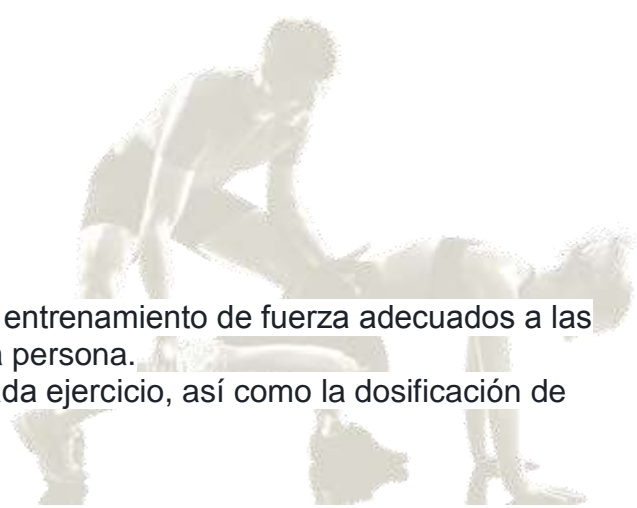 entrenamiento de fuerza adecuados a las
persona.
da ejercicio, así como la dosificación de